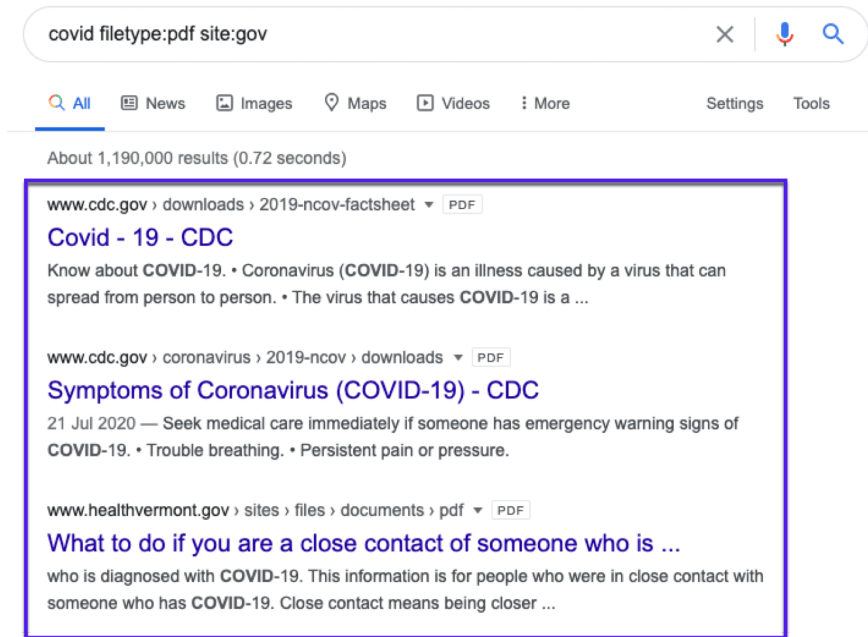 covid filetype:pdf site:gov
All News Images Maps Videos More Settings Tools
About 1,190,000 results (0.72 seconds)
www.cdc.gov › downloads › 2019-ncov-factsheet ▼ PDF
Covid - 19 - CDC
Know about COVID-19. • Coronavirus (COVID-19) is an illness caused by a virus that can
spread from person to person. • The virus that causes COVID-19 is a ...
www.cdc.gov › coronavirus › 2019-ncov › downloads ▼ PDF
Symptoms of Coronavirus (COVID-19) - CDC
21 Jul 2020 — Seek medical care immediately if someone has emergency warning signs of
COVID-19. • Trouble breathing. • Persistent pain or pressure.
www.healthvermont.gov › sites › files › documents › pdf ▼ PDF
What to do if you are a close contact of someone who is ...
who is diagnosed with COVID-19. This information is for people who were in close contact with
someone who has COVID-19. Close contact means being closer ...